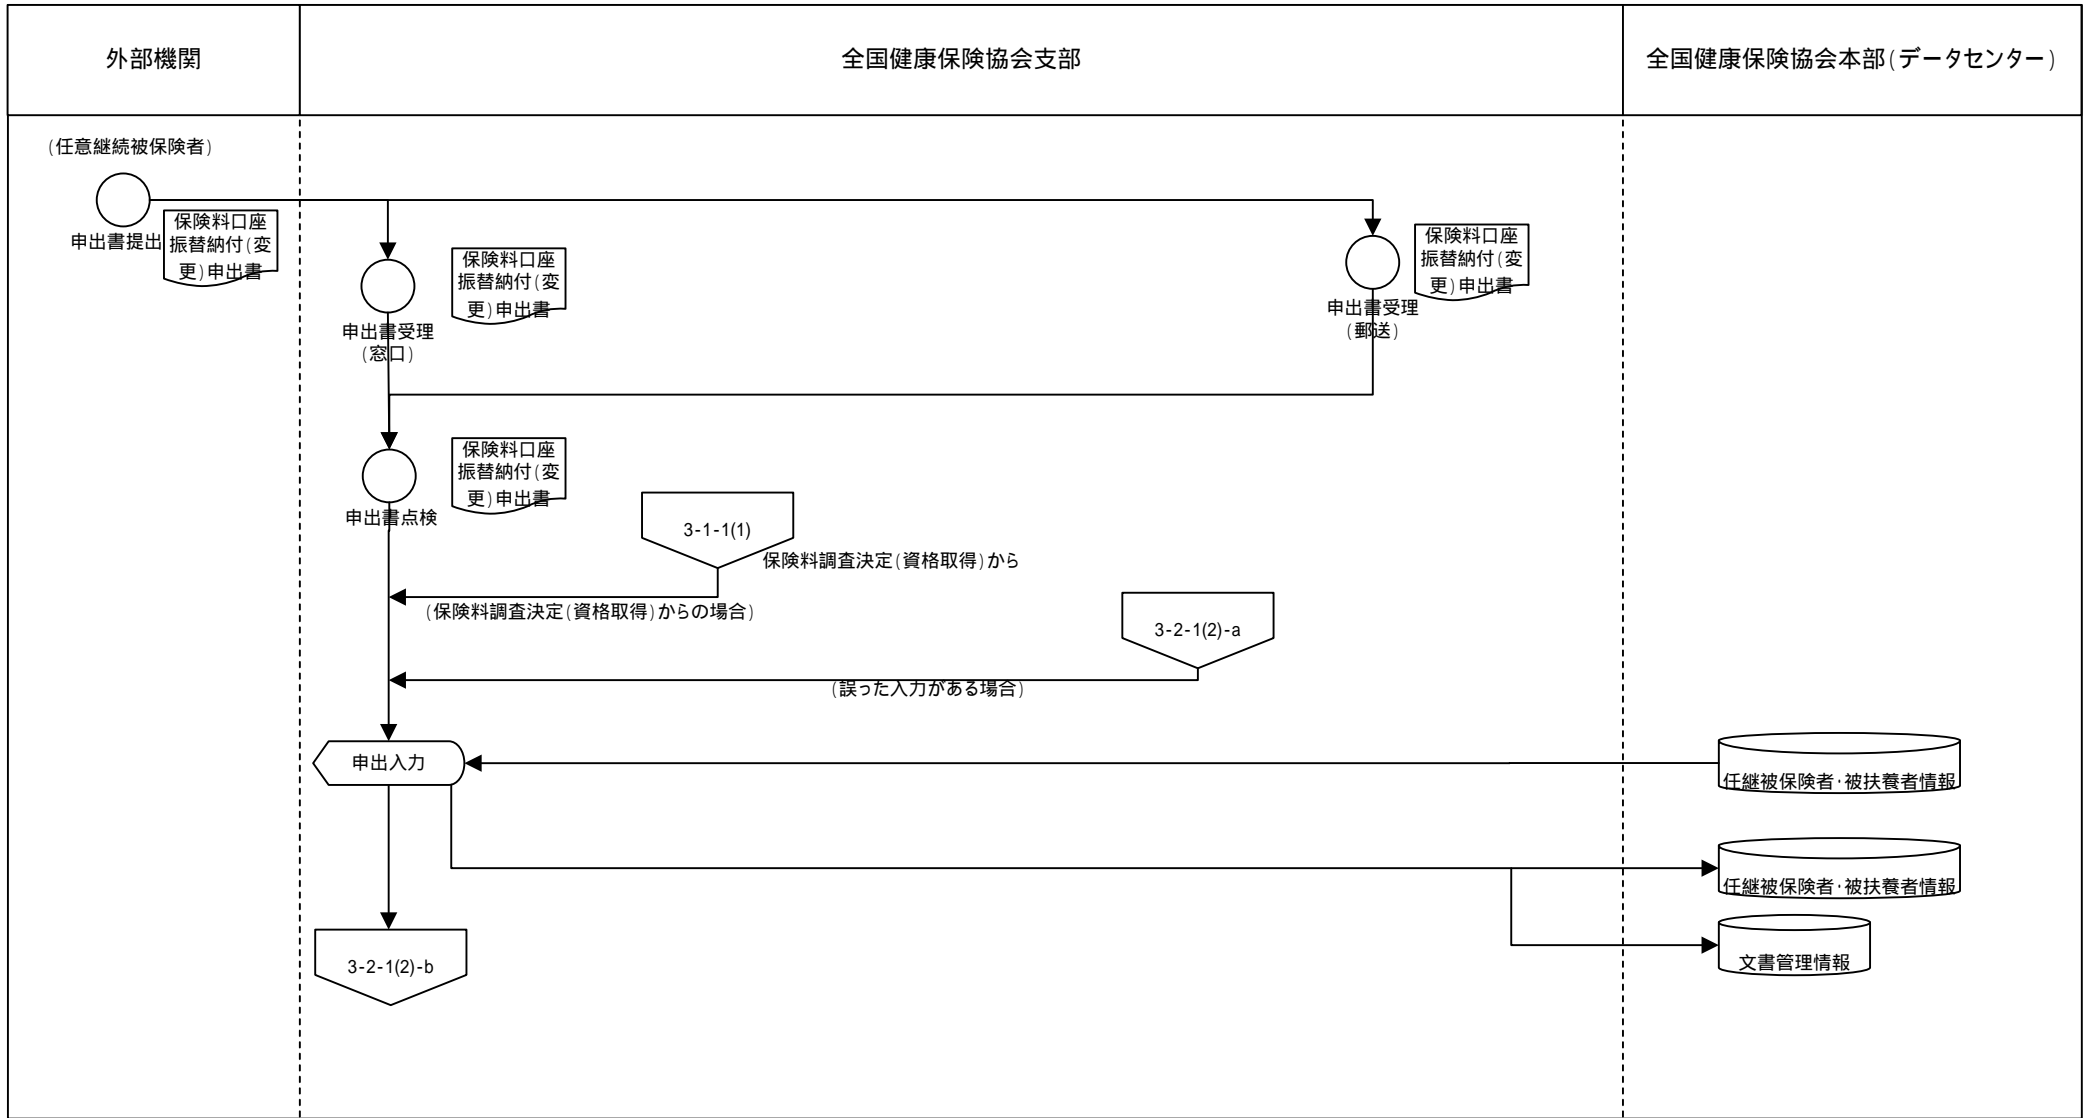 外部機関
全国健康保険協会支部
全国健康保険協会本部(データセンター)
(任意継続被保険者)
申出書提出
保険料口座
振替納付(変
更)申出書
保険料口座
振替納付(変
更)申出書
申出書受理
(窓口)
保険料口座
振替納付(変
更)申出書
申出書受理
(郵送)
保険料口座
振替納付(変
更)申出書
申出書点検
3-1-1(1)
保険料調査決定(資格取得)から
(保険料調査決定(資格取得)からの場合)
3-2-1(2)-a
(誤った入力がある場合)
申出入力
任継被保険者・被扶養者情報
任継被保険者・被扶養者情報
文書管理情報
3-2-1(2)-b